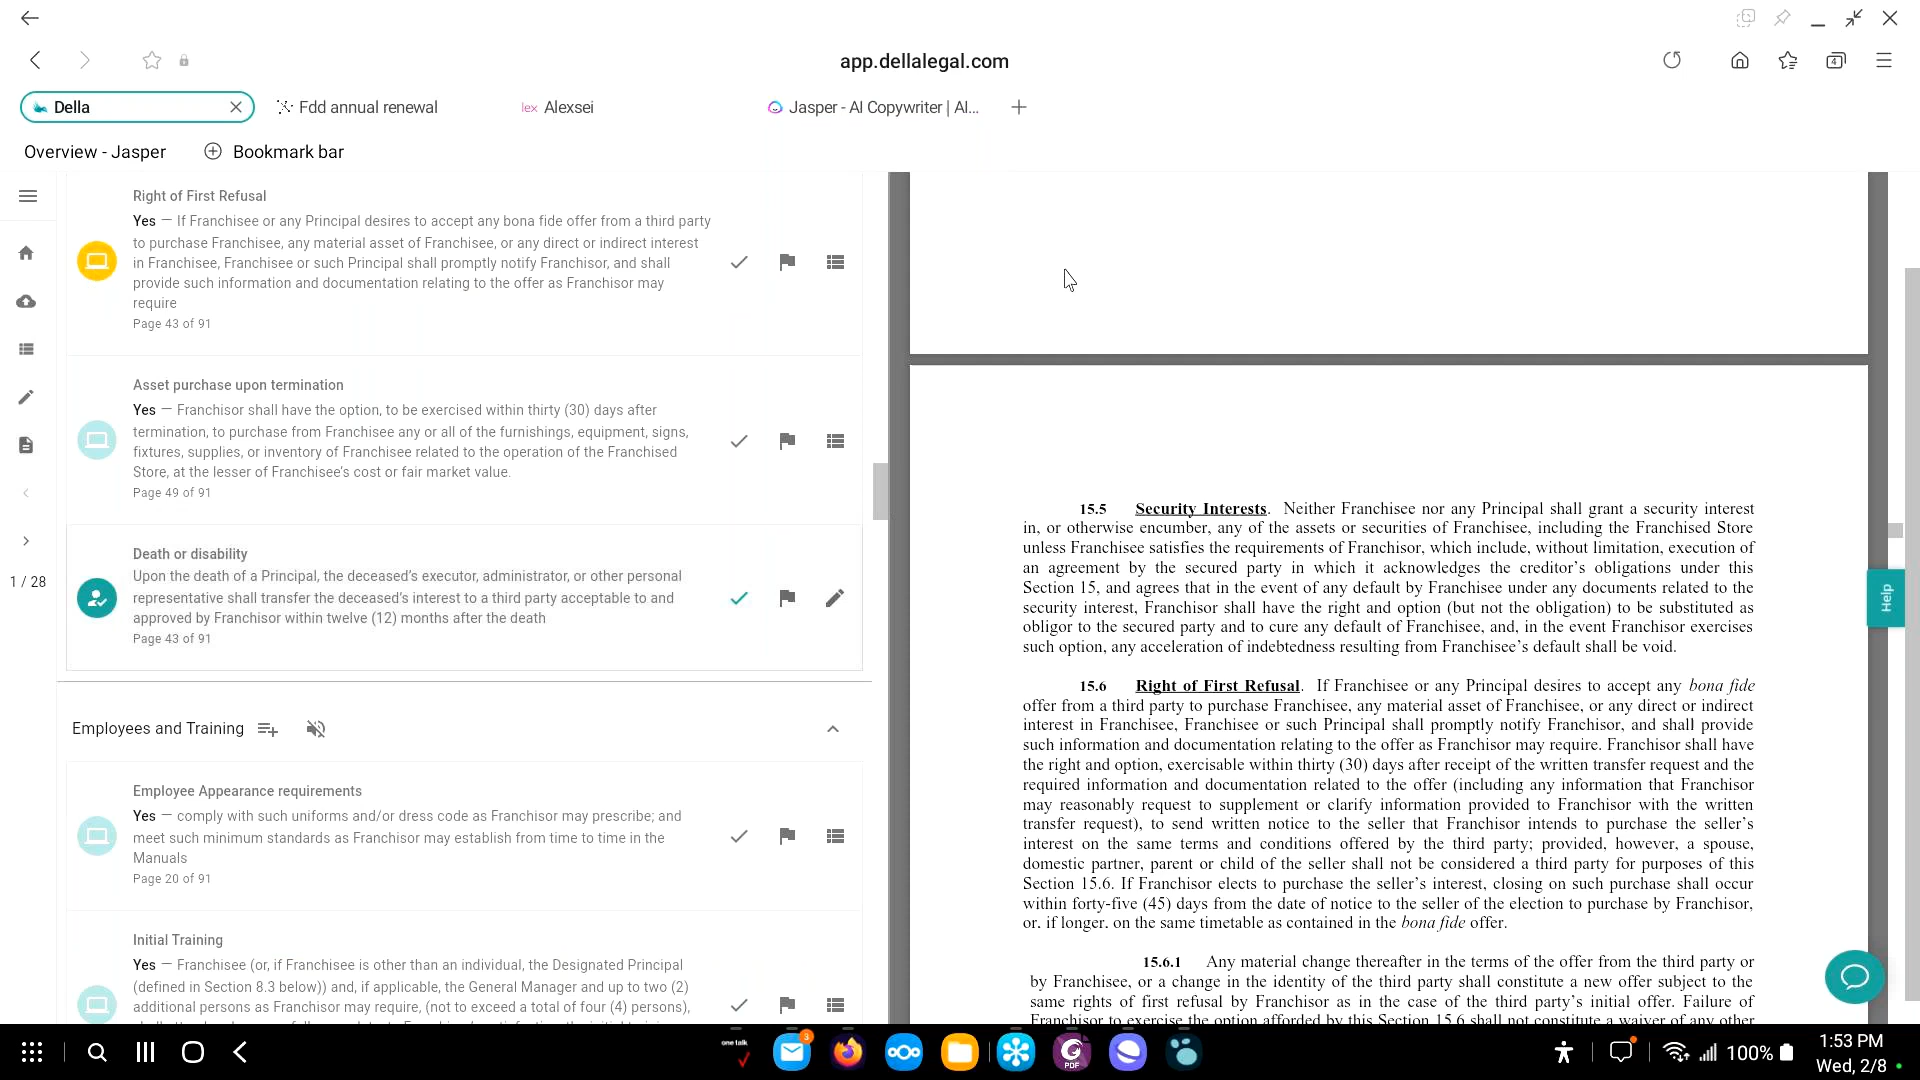 app.dellalegal.com
4
Della
Fdd annual renewal
lex Alexsei
Jasper - AI Copywriter | AI...
Overview - Jasper
Bookmark bar
Right of First Refusal
Yes — If Franchisee or any Principal desires to accept any bona fide offer from a third party
to purchase Franchisee, any material asset of Franchisee, or any direct or indirect interest
in Franchisee, Franchisee or such Principal shall promptly notify Franchisor, and shall
provide such information and documentation relating to the offer as Franchisor may
require
Page 43 of 91
Asset purchase upon termination
Yes — Franchisor shall have the option, to be exercised within thirty (30) days after
termination, to purchase from Franchisee any or all of the furnishings, equipment, signs,
fixtures, supplies, or inventory of Franchisee related to the operation of the Franchised
Store, at the lesser of Franchisee's cost or fair market value.
Page 49 of 91
Death or disability
Upon the death of a Principal, the deceased's executor, administrator, or other personal
representative shall transfer the deceased's interest to a third party acceptable to and
approved by Franchisor within twelve (12) months after the death
Page 43 of 91
1 / 28
Employees and Training
Employee Appearance requirements
Yes — comply with such uniforms and/or dress code as Franchisor may prescribe; and
meet such minimum standards as Franchisor may establish from time to time in the
Manuals
Page 20 of 91
Initial Training
Yes — Franchisee (or, if Franchisee is other than an individual, the Designated Principal
(defined in Section 8.3 below)) and, if applicable, the General Manager and up to two (2)
additional persons as Franchisor may require, (not to exceed a total of four (4) persons),
15.5 Security Interests. Neither Franchisee nor any Principal shall grant a security interest
in, or otherwise encumber, any of the assets or securities of Franchisee, including the Franchised Store
unless Franchisee satisfies the requirements of Franchisor, which include, without limitation, execution of
an agreement by the secured party in which it acknowledges the creditor's obligations under this
Section 15, and agrees that in the event of any default by Franchisee under any documents related to the
security interest, Franchisor shall have the right and option (but not the obligation) to be substituted as
obligor to the secured party and to cure any default of Franchisee, and, in the event Franchisor exercises
such option, any acceleration of indebtedness resulting from Franchisee's default shall be void.
15.6 Right of First Refusal. If Franchisee or any Principal desires to accept any bona fide
offer from a third party to purchase Franchisee, any material asset of Franchisee, or any direct or indirect
interest in Franchisee, Franchisee or such Principal shall promptly notify Franchisor, and shall provide
such information and documentation relating to the offer as Franchisor may require. Franchisor shall have
the right and option, exercisable within thirty (30) days after receipt of the written transfer request and the
required information and documentation related to the offer (including any information that Franchisor
may reasonably request to supplement or clarify information provided to Franchisor with the written
transfer request), to send written notice to the seller that Franchisor intends to purchase the seller's
interest on the same terms and conditions offered by the third party; provided, however, a spouse,
domestic partner, parent or child of the seller shall not be considered a third party for purposes of this
Section 15.6. If Franchisor elects to purchase the seller's interest, closing on such purchase shall occur
within forty-five (45) days from the date of notice to the seller of the election to purchase by Franchisor,
or, if longer, on the same timetable as contained in the bona fide offer.
15.6.1 Any material change thereafter in the terms of the offer from the third party or
by Franchisee, or a change in the identity of the third party shall constitute a new offer subject to the
same rights of first refusal by Franchisor as in the case of the third party's initial offer. Failure of
Franchisor to exercise the option afforded by this Section 15.6 shall not constitute a waiver of any other
Help
one talk
3
PDF
100%
1:53 PM
Wed, 2/8